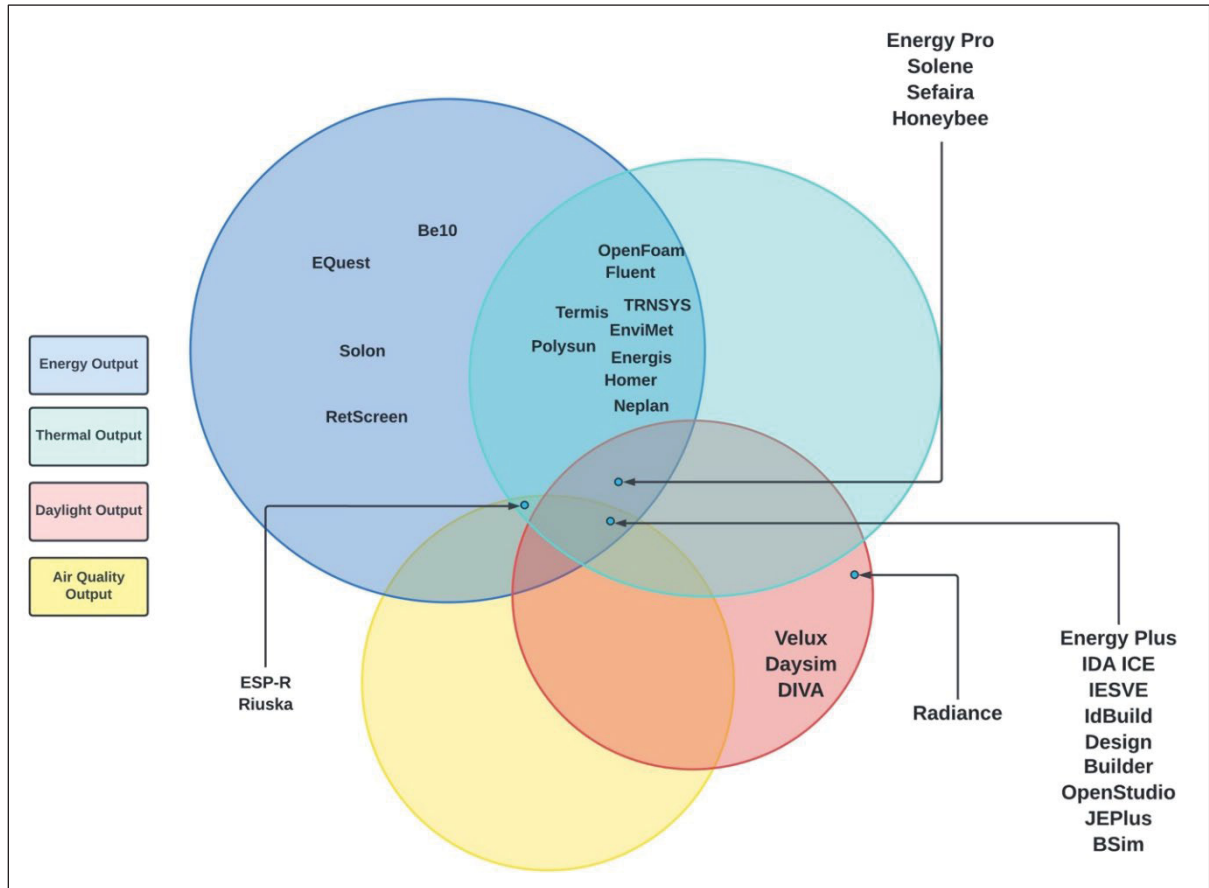 Energy Pro
Solene
Sefaira
Honeybee
Be10
EQuest
OpenFoam
Fluent
Termis
TRNSYS
EnviMet
Polysun
Energis
Homer
Neplan
Solon
RetScreen
Energy Output
Thermal Output
Daylight Output
Air Quality
Output
ESP-R
Riuska
Velux
Daysim
DIVA
Radiance
Energy Plus
IDA ICE
IESVE
IdBuild
Design
Builder
OpenStudio
JEPlus
BSim